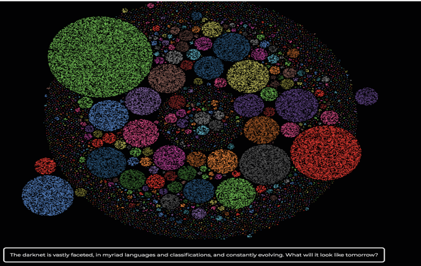 The darknet is vastly faceted, in myriad languages and classifications, and constantly evolving. What will it look like tomorrow?